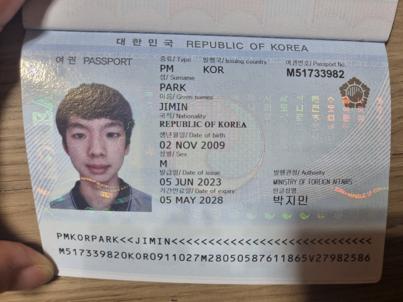 대한민국 REPUBLIC OF KOREA
여권 PASSPORT
종류/Type 발행국/Issuing country 여권번호/Passport No.
PM KOR M51733982
성/Surname
PARK
이름/Given names
JIMIN
국적/Nationality
REPUBLIC OF KOREA
생년월일/Date of birth
02 NOV 2009
성별/Sex
M
발급일/Date of issue 발행관청/Authority
05 JUN 2023 MINISTRY OF FOREIGN AFFAIRS
기간만료일/Date of expiry 한글성명
05 MAY 2028 박지민
PMKORPARK<<JIMIN<<<<<<<<<<<<<<<<<<<<<<<<<<<<
M517339820KOR0911027M28050587611865V27982586